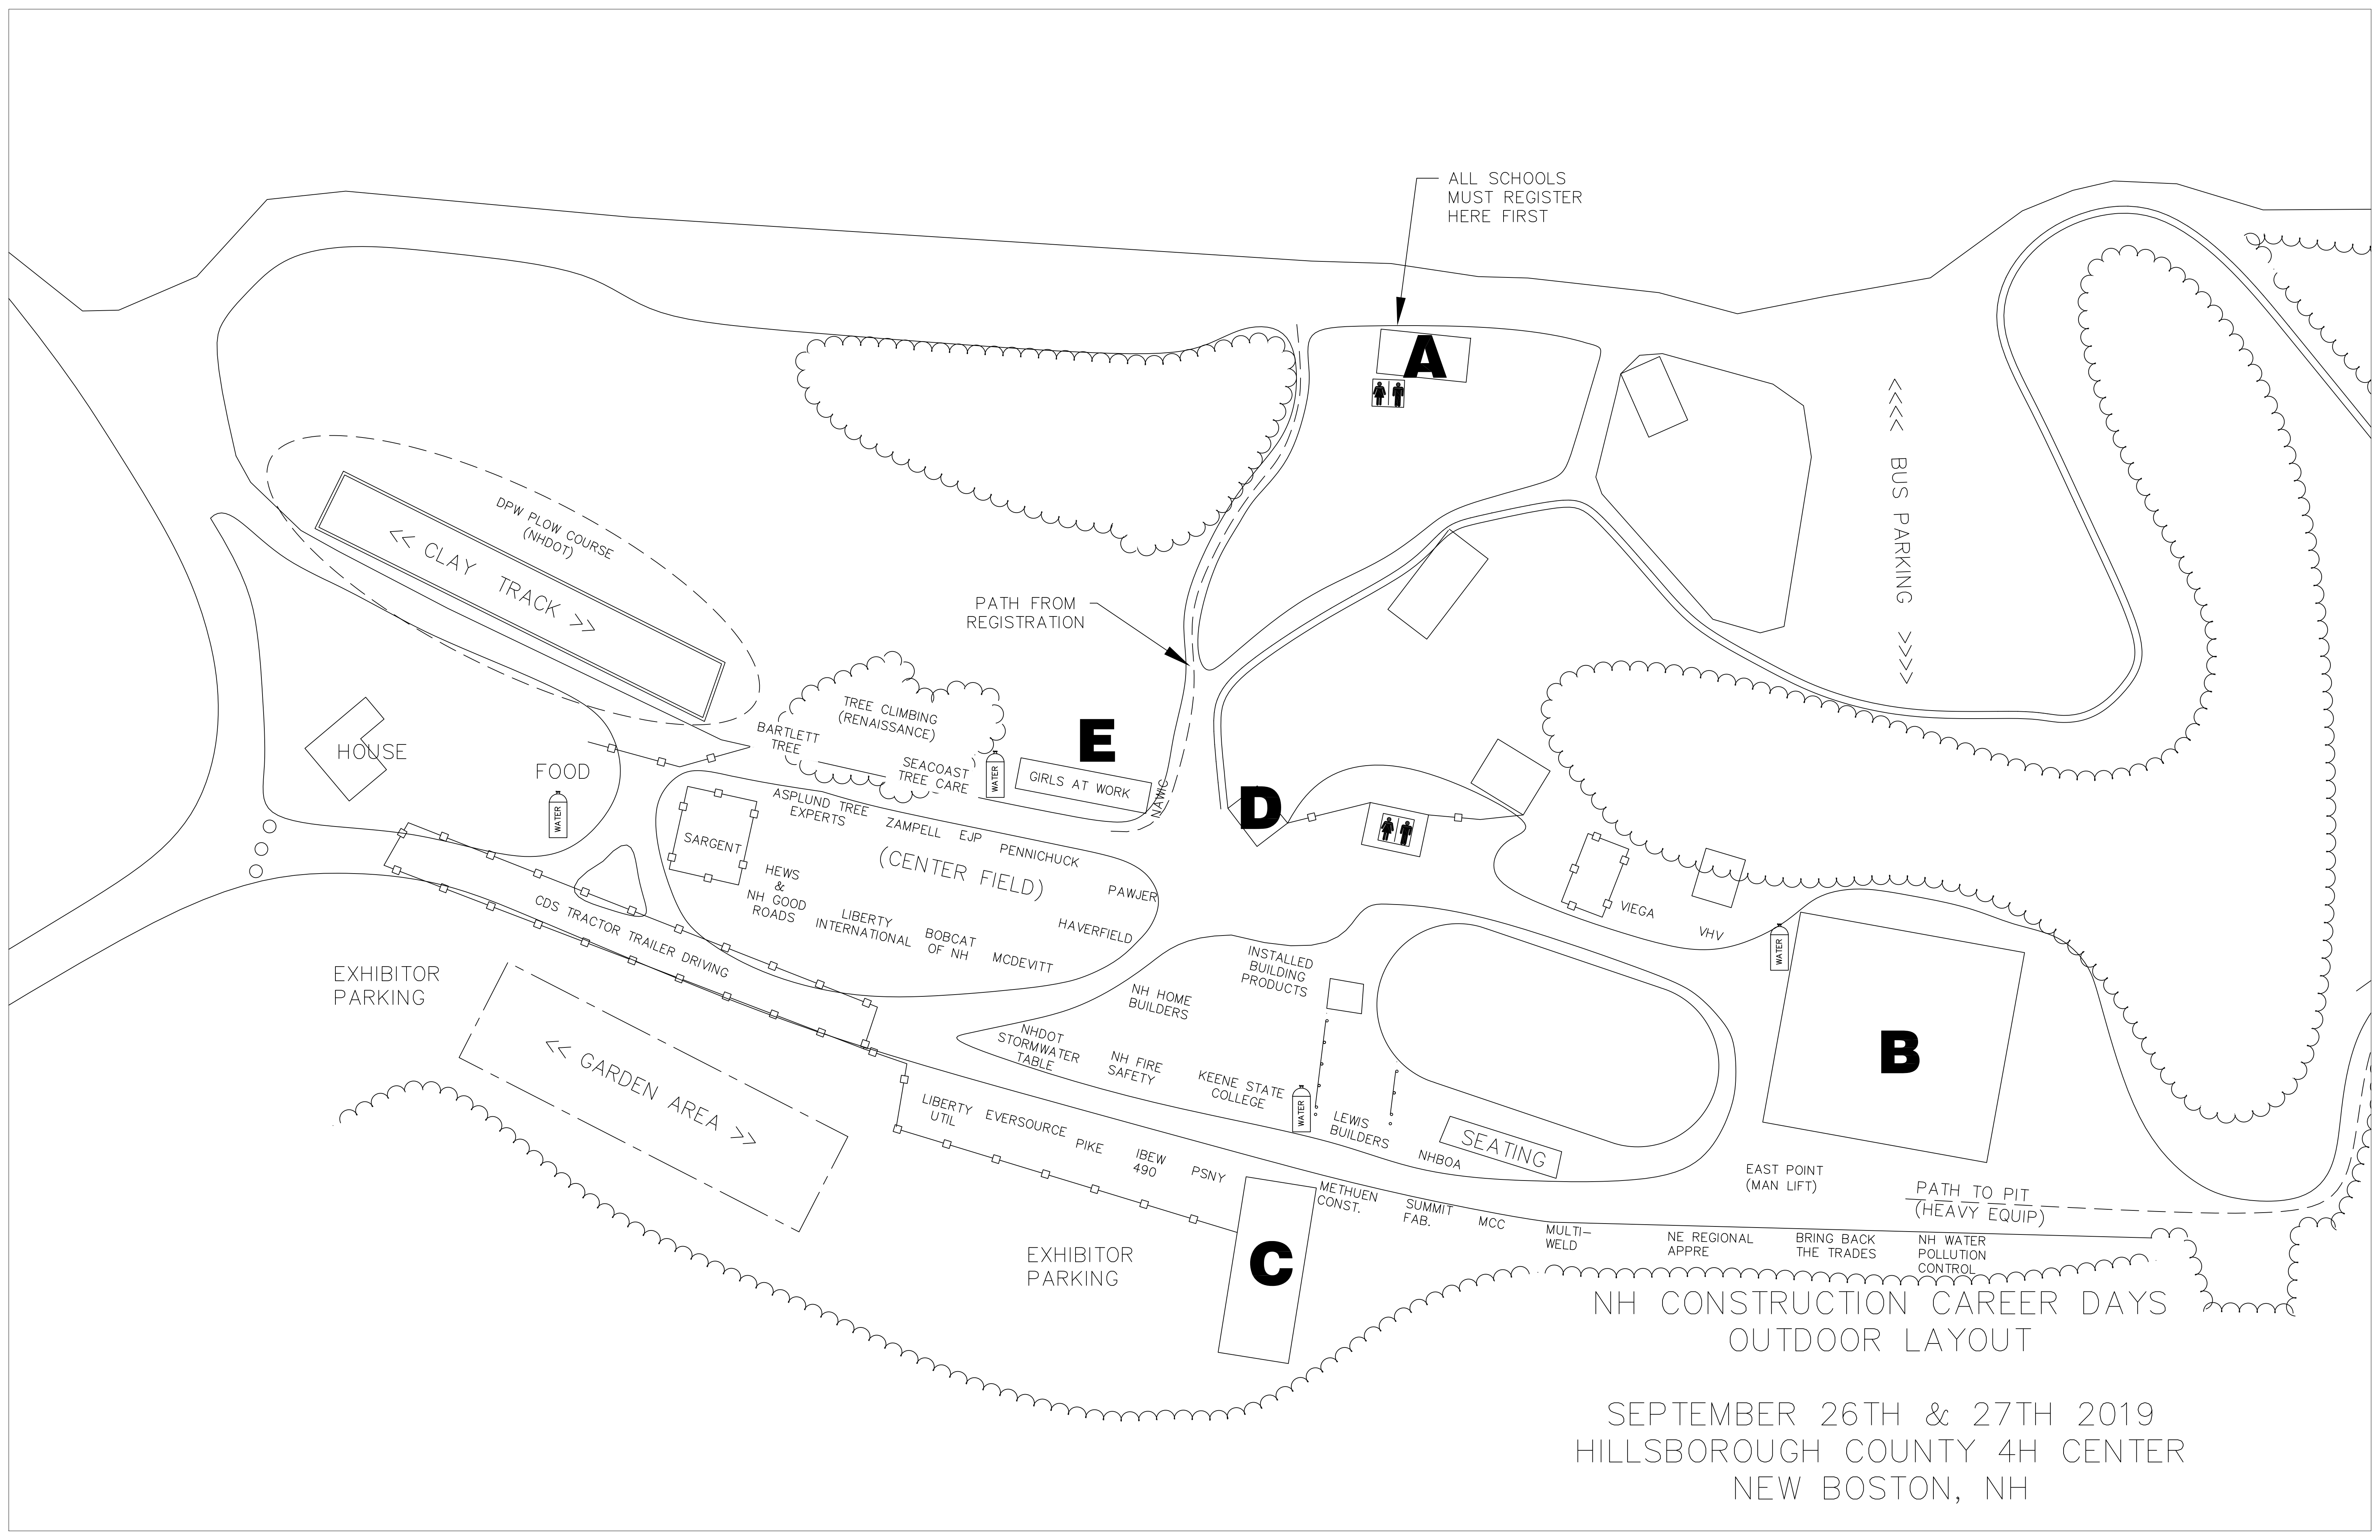 ALL SCHOOLS
MUST REGISTER
HERE FIRST
A
<<<< BUS PARKING >>>>
DPW PLOW COURSE
(NHDOT)
<< CLAY TRACK >>
PATH FROM
REGISTRATION
HOUSE
FOOD
WATER
BARTLETT
TREE
TREE CLIMBING
(RENAISSANCE)
SEACOAST
TREE CARE
WATER
E
GIRLS AT WORK
NAWIC
D
SARGENT
ASPLUND TREE
EXPERTS
ZAMPELL
EJP
PENNICHUCK
(CENTER FIELD)
PAWJER
HAVERFIELD
HEWS
&
NH GOOD
ROADS
LIBERTY
INTERNATIONAL
BOBCAT
OF NH
MCDEVITT
CDS TRACTOR TRAILER DRIVING
EXHIBITOR
PARKING
<< GARDEN AREA >>
VIEGA
VHV
WATER
B
INSTALLED
BUILDING
PRODUCTS
NH HOME
BUILDERS
NHDOT
STORMWATER
TABLE
NH FIRE
SAFETY
KEENE STATE
COLLEGE
WATER
LEWIS
BUILDERS
NHBOA
SEATING
LIBERTY
UTIL
EVERSOURCE
PIKE
IBEW
490
PSNY
C
METHUEN
CONST.
SUMMIT
FAB.
MCC
MULTI-
WELD
EAST POINT
(MAN LIFT)
PATH TO PIT
(HEAVY EQUIP)
NE REGIONAL
APPRE
BRING BACK
THE TRADES
NH WATER
POLLUTION
CONTROL
EXHIBITOR
PARKING
NH CONSTRUCTION CAREER DAYS
OUTDOOR LAYOUT
SEPTEMBER 26TH & 27TH 2019
HILLSBOROUGH COUNTY 4H CENTER
NEW BOSTON, NH